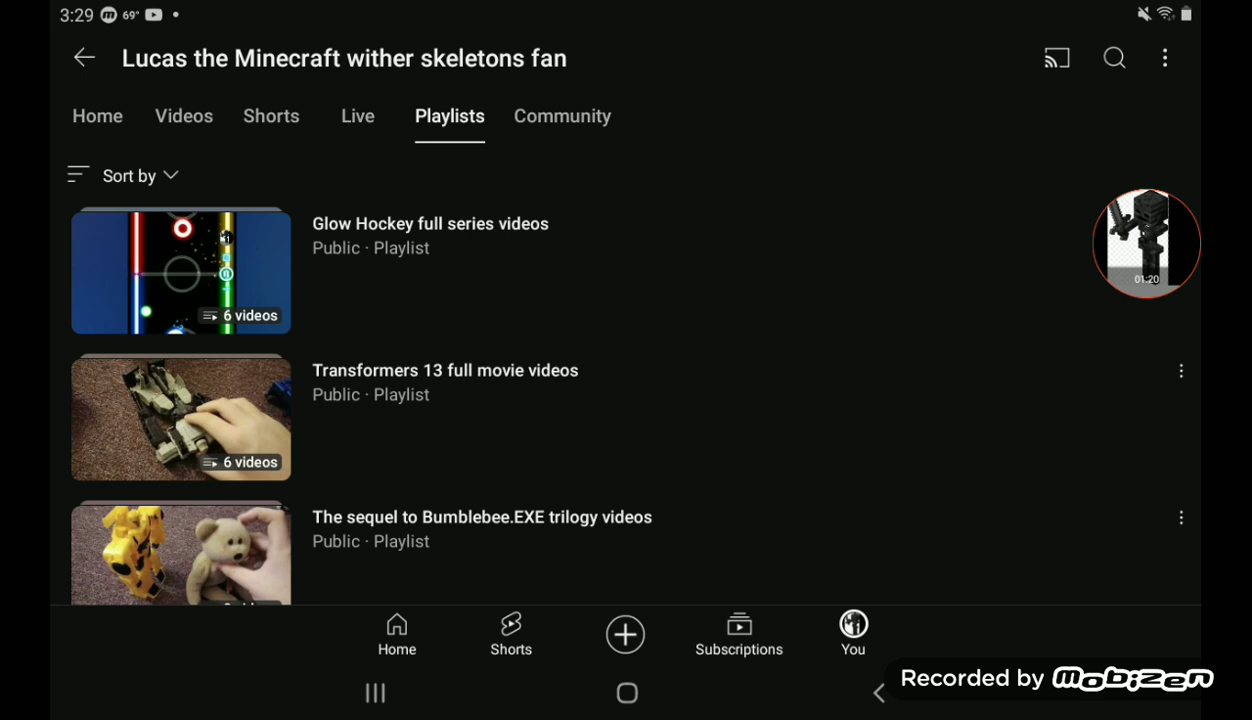 3:29 69°
Lucas the Minecraft wither skeletons fan
Home Videos Shorts Live Playlists Community
Sort by
Glow Hockey full series videos
Public · Playlist
01:20
6 videos
Transformers 13 full movie videos
Public · Playlist
6 videos
The sequel to Bumblebee.EXE trilogy videos
Public · Playlist
Home Shorts Subscriptions You
Recorded by mobizen